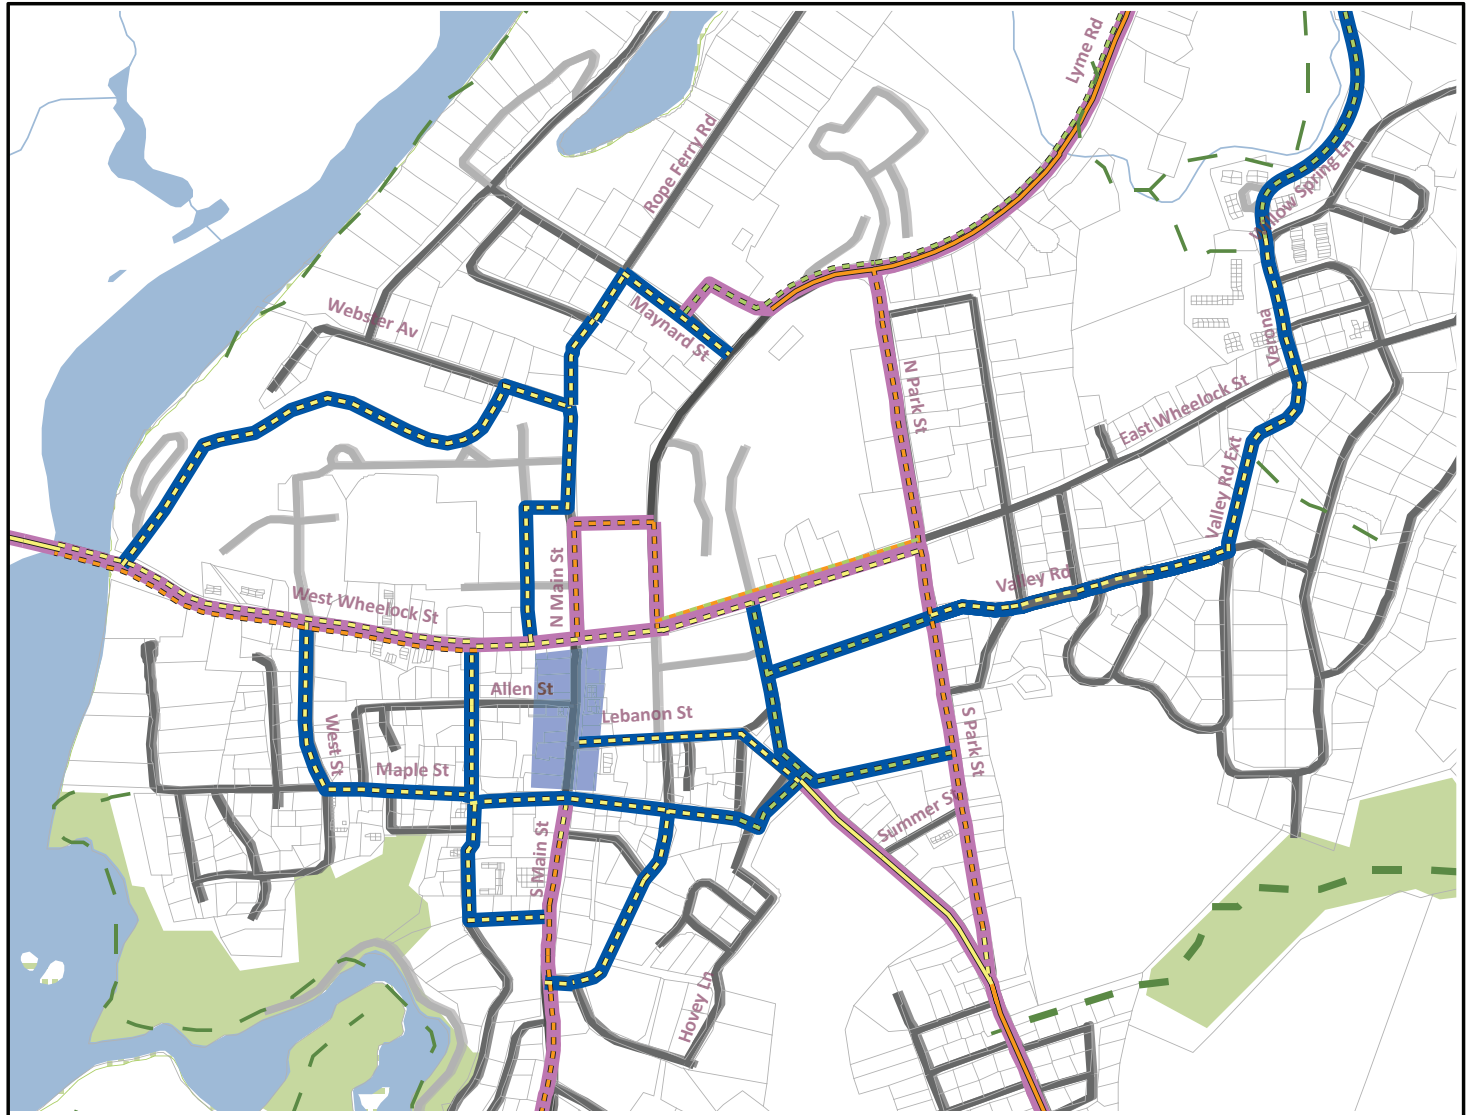 Lyme Rd
Rope Ferry Rd
Willow Spring Ln
Webster Av
Maynard St
Verona
N Park St
East Wheelock St
Valley Rd Ext
Valley Rd
N Main St
West Wheelock St
Allen St
Lebanon St
West St
S Park St
Maple St
Summer St
S Main St
Hovey Ln